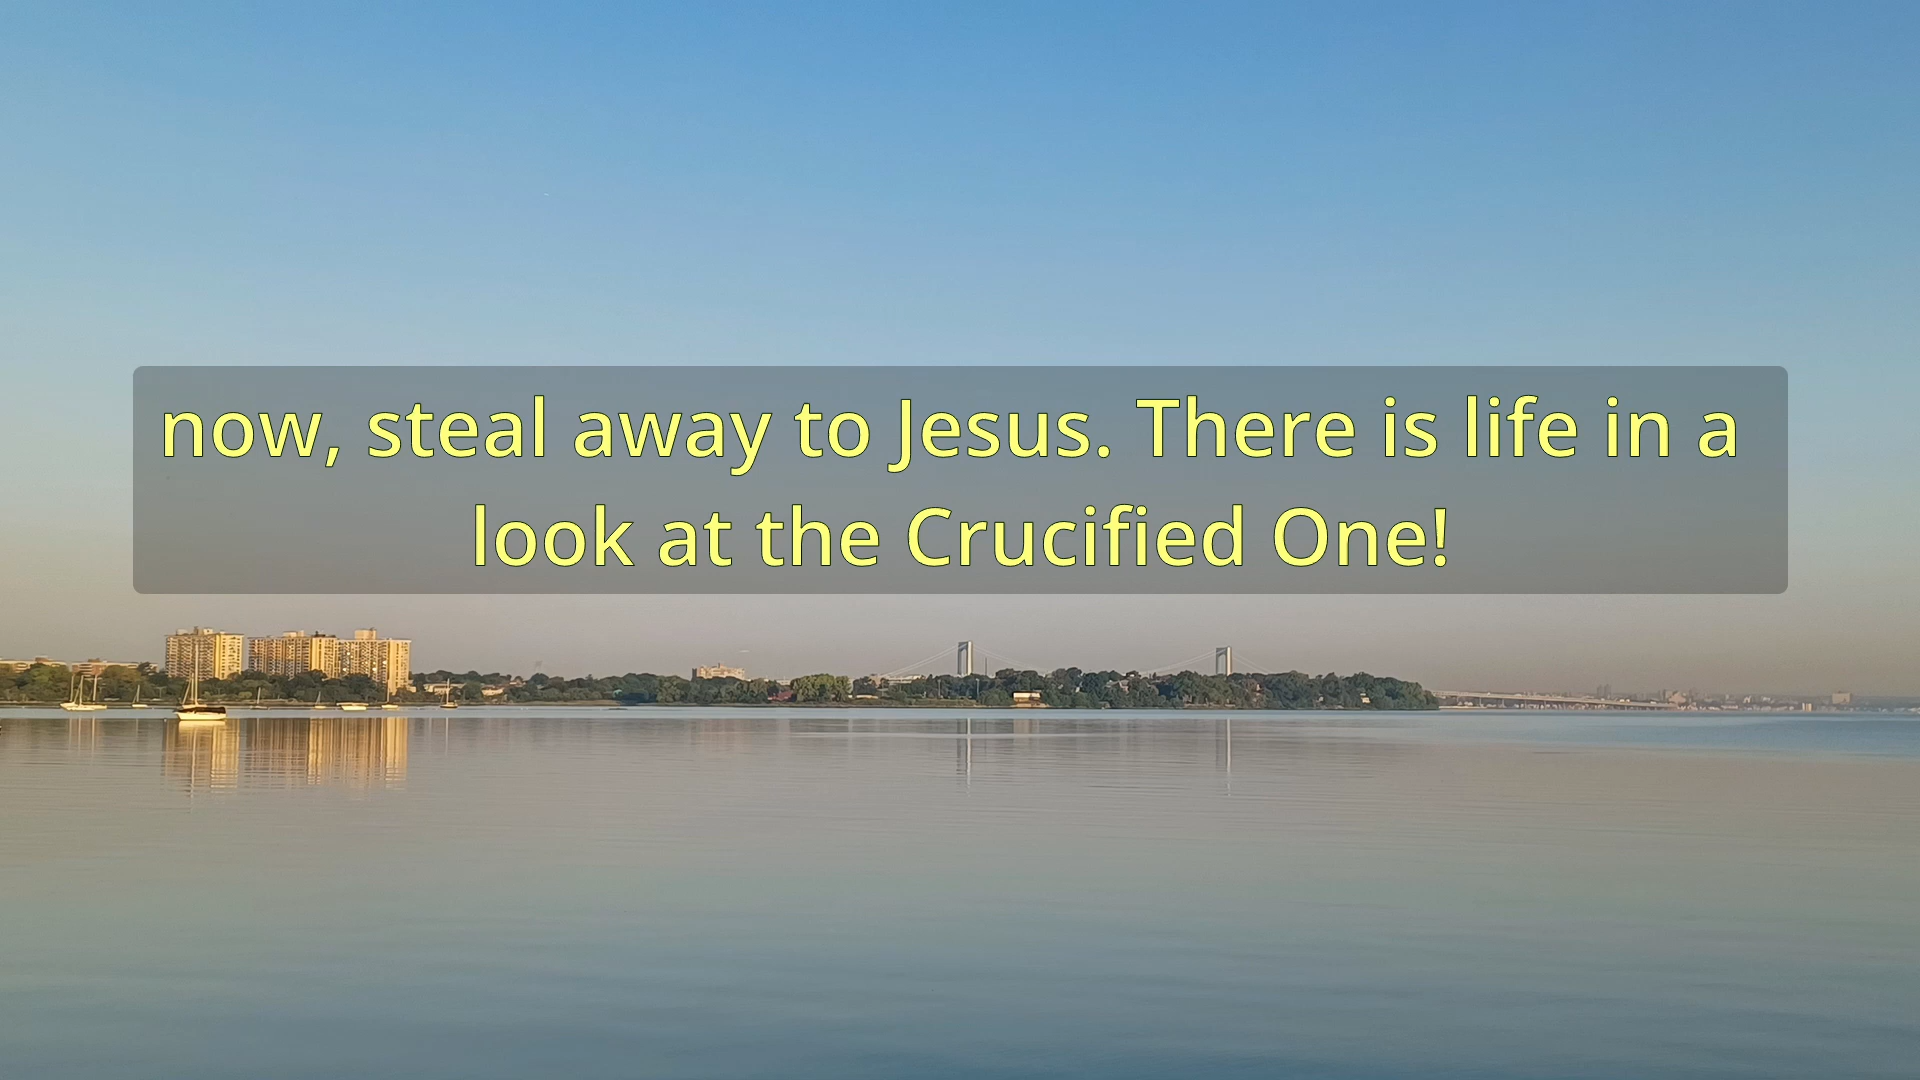 now, steal away to Jesus. There is life in a
look at the Crucified One!